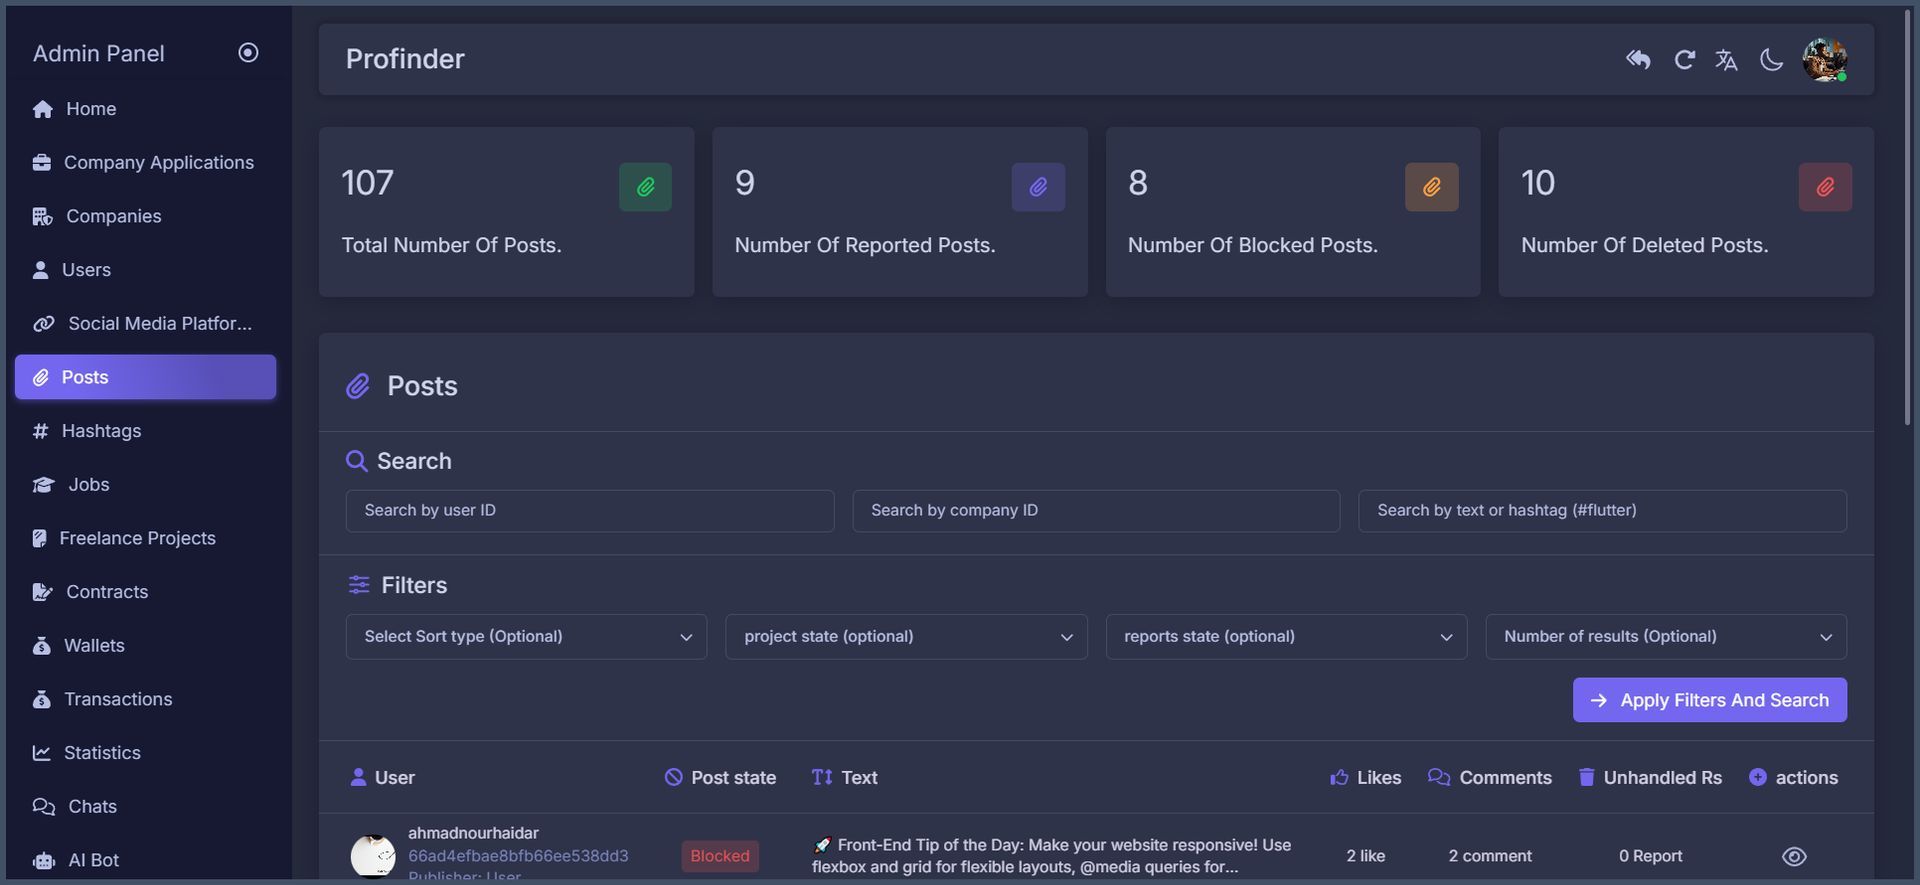 Admin Panel
Home
Company Applications
Companies
Users
Social Media Platfor...
Posts
Hashtags
Jobs
Freelance Projects
Contracts
Wallets
Transactions
Statistics
Chats
AI Bot
Profinder
107
Total Number Of Posts.
9
Number Of Reported Posts.
8
Number Of Blocked Posts.
10
Number Of Deleted Posts.
Posts
Search
Search by user ID
Search by company ID
Search by text or hashtag (#flutter)
Filters
Select Sort type (Optional)
project state (optional)
reports state (optional)
Number of results (Optional)
Apply Filters And Search
User
Post state
Text
Likes
Comments
Unhandled Rs
actions
ahmadnourhaidar
66ad4efbae8bfb66ee538dd3
Publisher: User
Blocked
🚀 Front-End Tip of the Day: Make your website responsive! Use
flexbox and grid for flexible layouts, @media queries for...
2 like
2 comment
0 Report